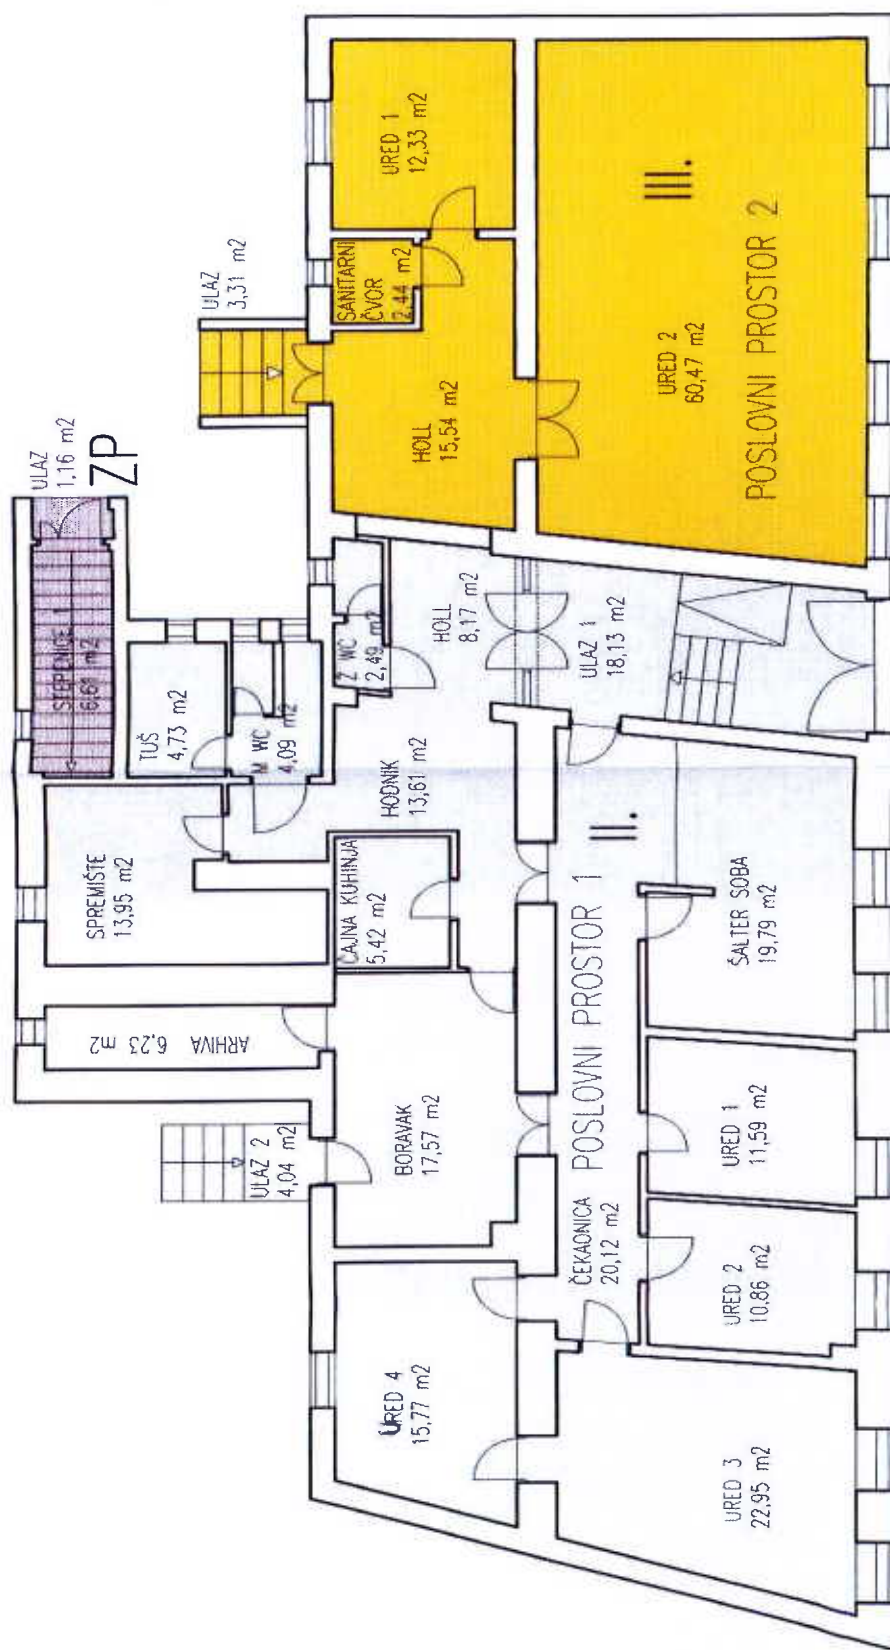 URED 4
15,77 m2
URED 3
22,95 m2
ULAZ 2
4,04 m2
BORAVAK
17,57 m2
ČEKAONICA
20,12 m2
URED 2
10,86 m2
URED 1
11,59 m2
ARHIVA 6,23 m2
SPREMIŠTE
13,95 m2
ČAJNA KUHINJA
5,42 m2
HODNIK
13,61 m2
POSLOVNI PROSTOR 1
II.
ŠALTER SOBA
19,79 m2
STEPENICE 1
6,61 m2
TUŠ
4,73 m2
M WC
4,09 m2
Ž WC
2,49 m2
HOLL
8,17 m2
ULAZ 1
18,13 m2
ULAZ
1,16 m2
ZP
ULAZ
3,31 m2
SANITARNI
ČVOR
2,44 m2
HOLL
15,54 m2
URED 1
12,33 m2
URED 2
60,47 m2
III.
POSLOVNI PROSTOR 2